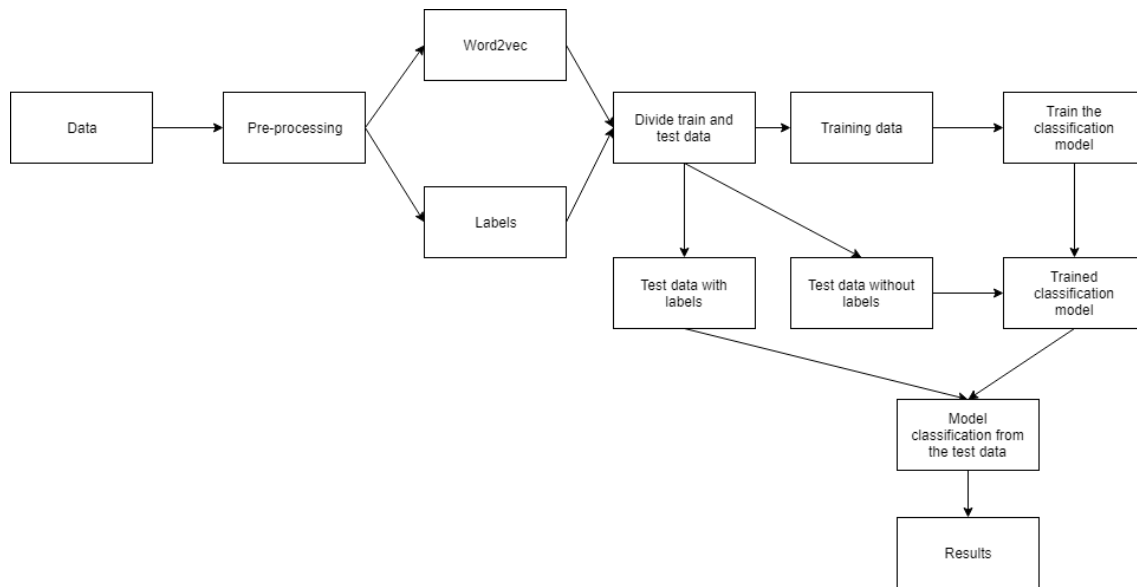 Word2vec
Data
Pre-processing
Divide train and
test data
Training data
Train the
classification
model
Labels
Test data with
labels
Test data without
labels
Trained
classification
model
Model
classification from
the test data
Results